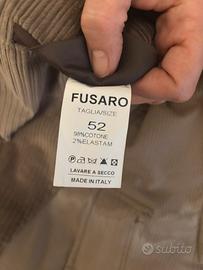 FUSARO
TAGLIA/SIZE
52
98%COTONE
2%ELASTAM
LAVARE A SECCO
MADE IN ITALY
subito